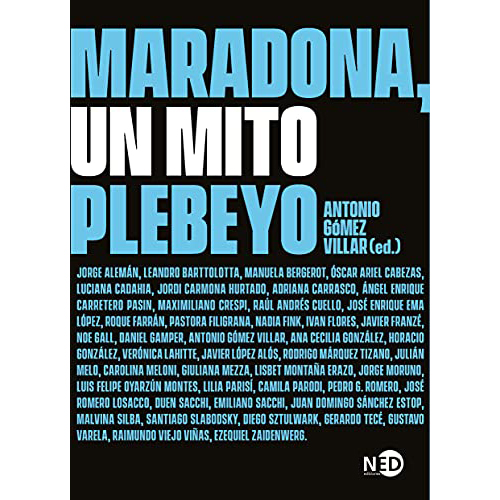 MARADONA,
UN MITO
PLEBEYO
ANTONIO
GÓMEZ
VILLAR (ed.)
JORGE ALEMÁN, LEANDRO BARTTOLOTTA, MANUELA BERGEROT, ÓSCAR ARIEL CABEZAS,
LUCIANA CADAHIA, JORDI CARMONA HURTADO, ADRIANA CARRASCO, ÁNGEL ENRIQUE
CARRETERO PASIN, MAXIMILIANO CRESPI, RAÚL ANDRÉS CUELLO, JOSÉ ENRIQUE EMA
LÓPEZ, ROQUE FARRÁN, PASTORA FILIGRANA, NADIA FINK, IVAN FLORES, JAVIER FRANZÉ,
NOE GALL, DANIEL GAMPER, ANTONIO GÓMEZ VILLAR, ANA CECILIA GONZÁLEZ, HORACIO
GONZÁLEZ, VERÓNICA LAHITTE, JAVIER LÓPEZ ALÓS, RODRIGO MÁRQUEZ TIZANO, JULIÁN
MELO, CAROLINA MELONI, GIULIANA MEZZA, LISBET MONTAÑA ERAZO, JORGE MORUNO,
LUIS FELIPE OYARZÚN MONTES, LILIA PARISÍ, CAMILA PARODI, PEDRO G. ROMERO, JOSÉ
ROMERO LOSACCO, DUEN SACCHI, EMILIANO SACCHI, JUAN DOMINGO SÁNCHEZ ESTOP,
MALVINA SILBA, SANTIAGO SLABODSKY, DIEGO SZTULWARK, GERARDO TECÉ, GUSTAVO
VARELA, RAIMUNDO VIEJO VIÑAS, EZEQUIEL ZAIDENWERG.
NED
ediciones